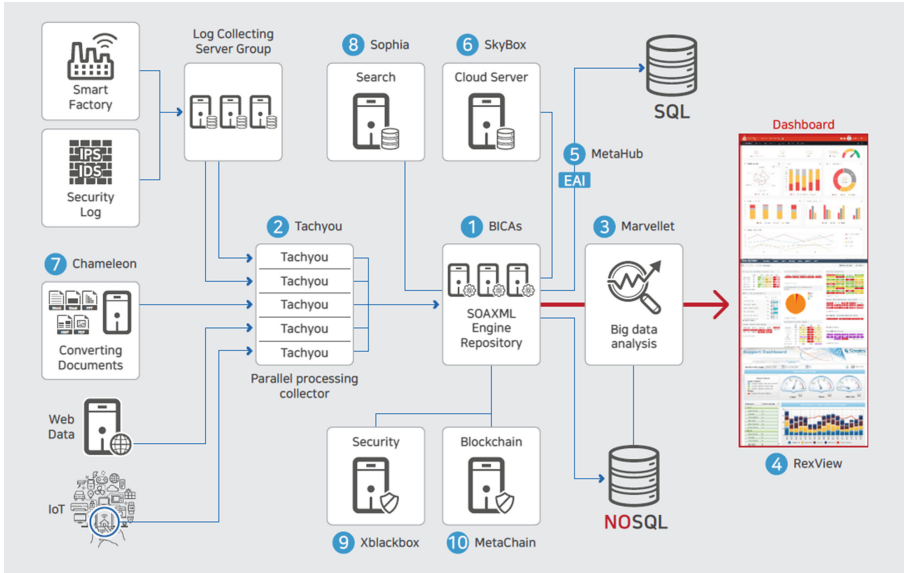 Smart
Factory
IPS
IDS
Security
Log
Log Collecting
Server Group
8 Sophia
Search
6 SkyBox
Cloud Server
SQL
5 MetaHub
EAI
Dashboard
7 Chameleon
Converting
Documents
2 Tachyou
Tachyou
Tachyou
Tachyou
Tachyou
Tachyou
Parallel processing
collector
1 BICAs
SOAXML
Engine
Repository
3 Marvellet
Big data
analysis
Support Dashboard
4 RexView
Web
Data
IoT
Security
9 Xblackbox
Blockchain
10 MetaChain
NOSQL